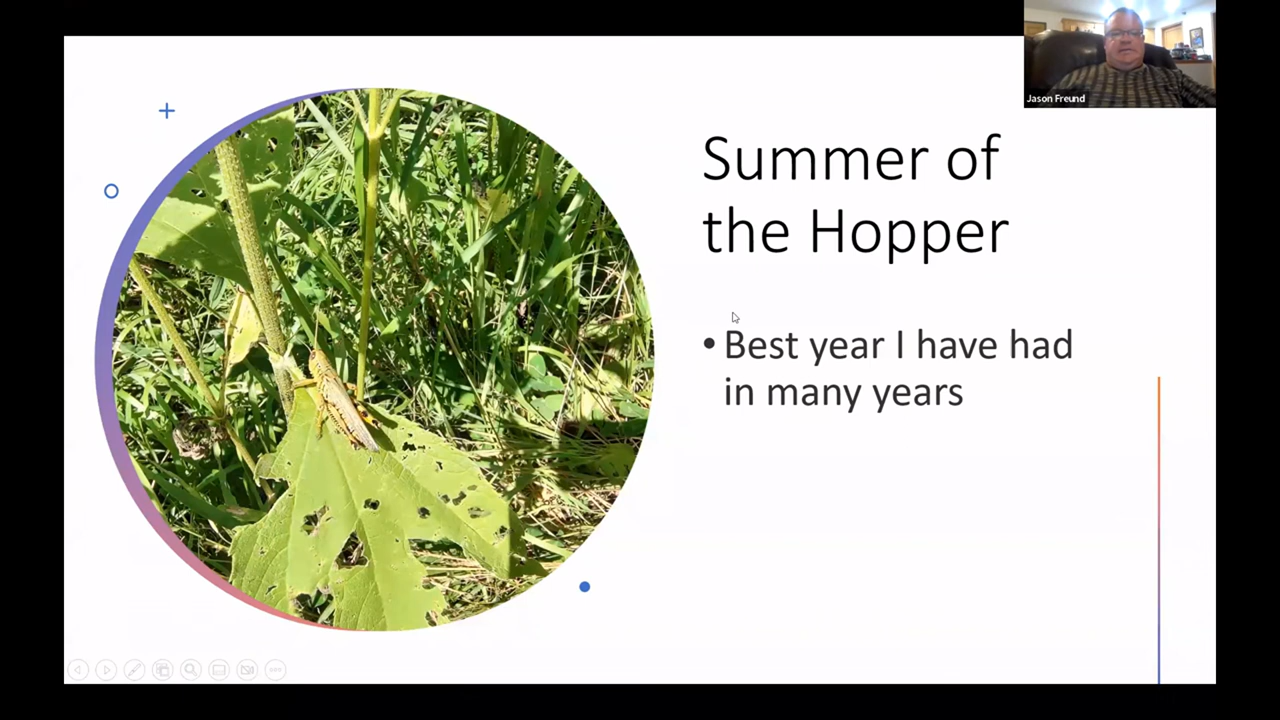 Jason Freund
Summer of
the Hopper
• Best year I have had
in many years